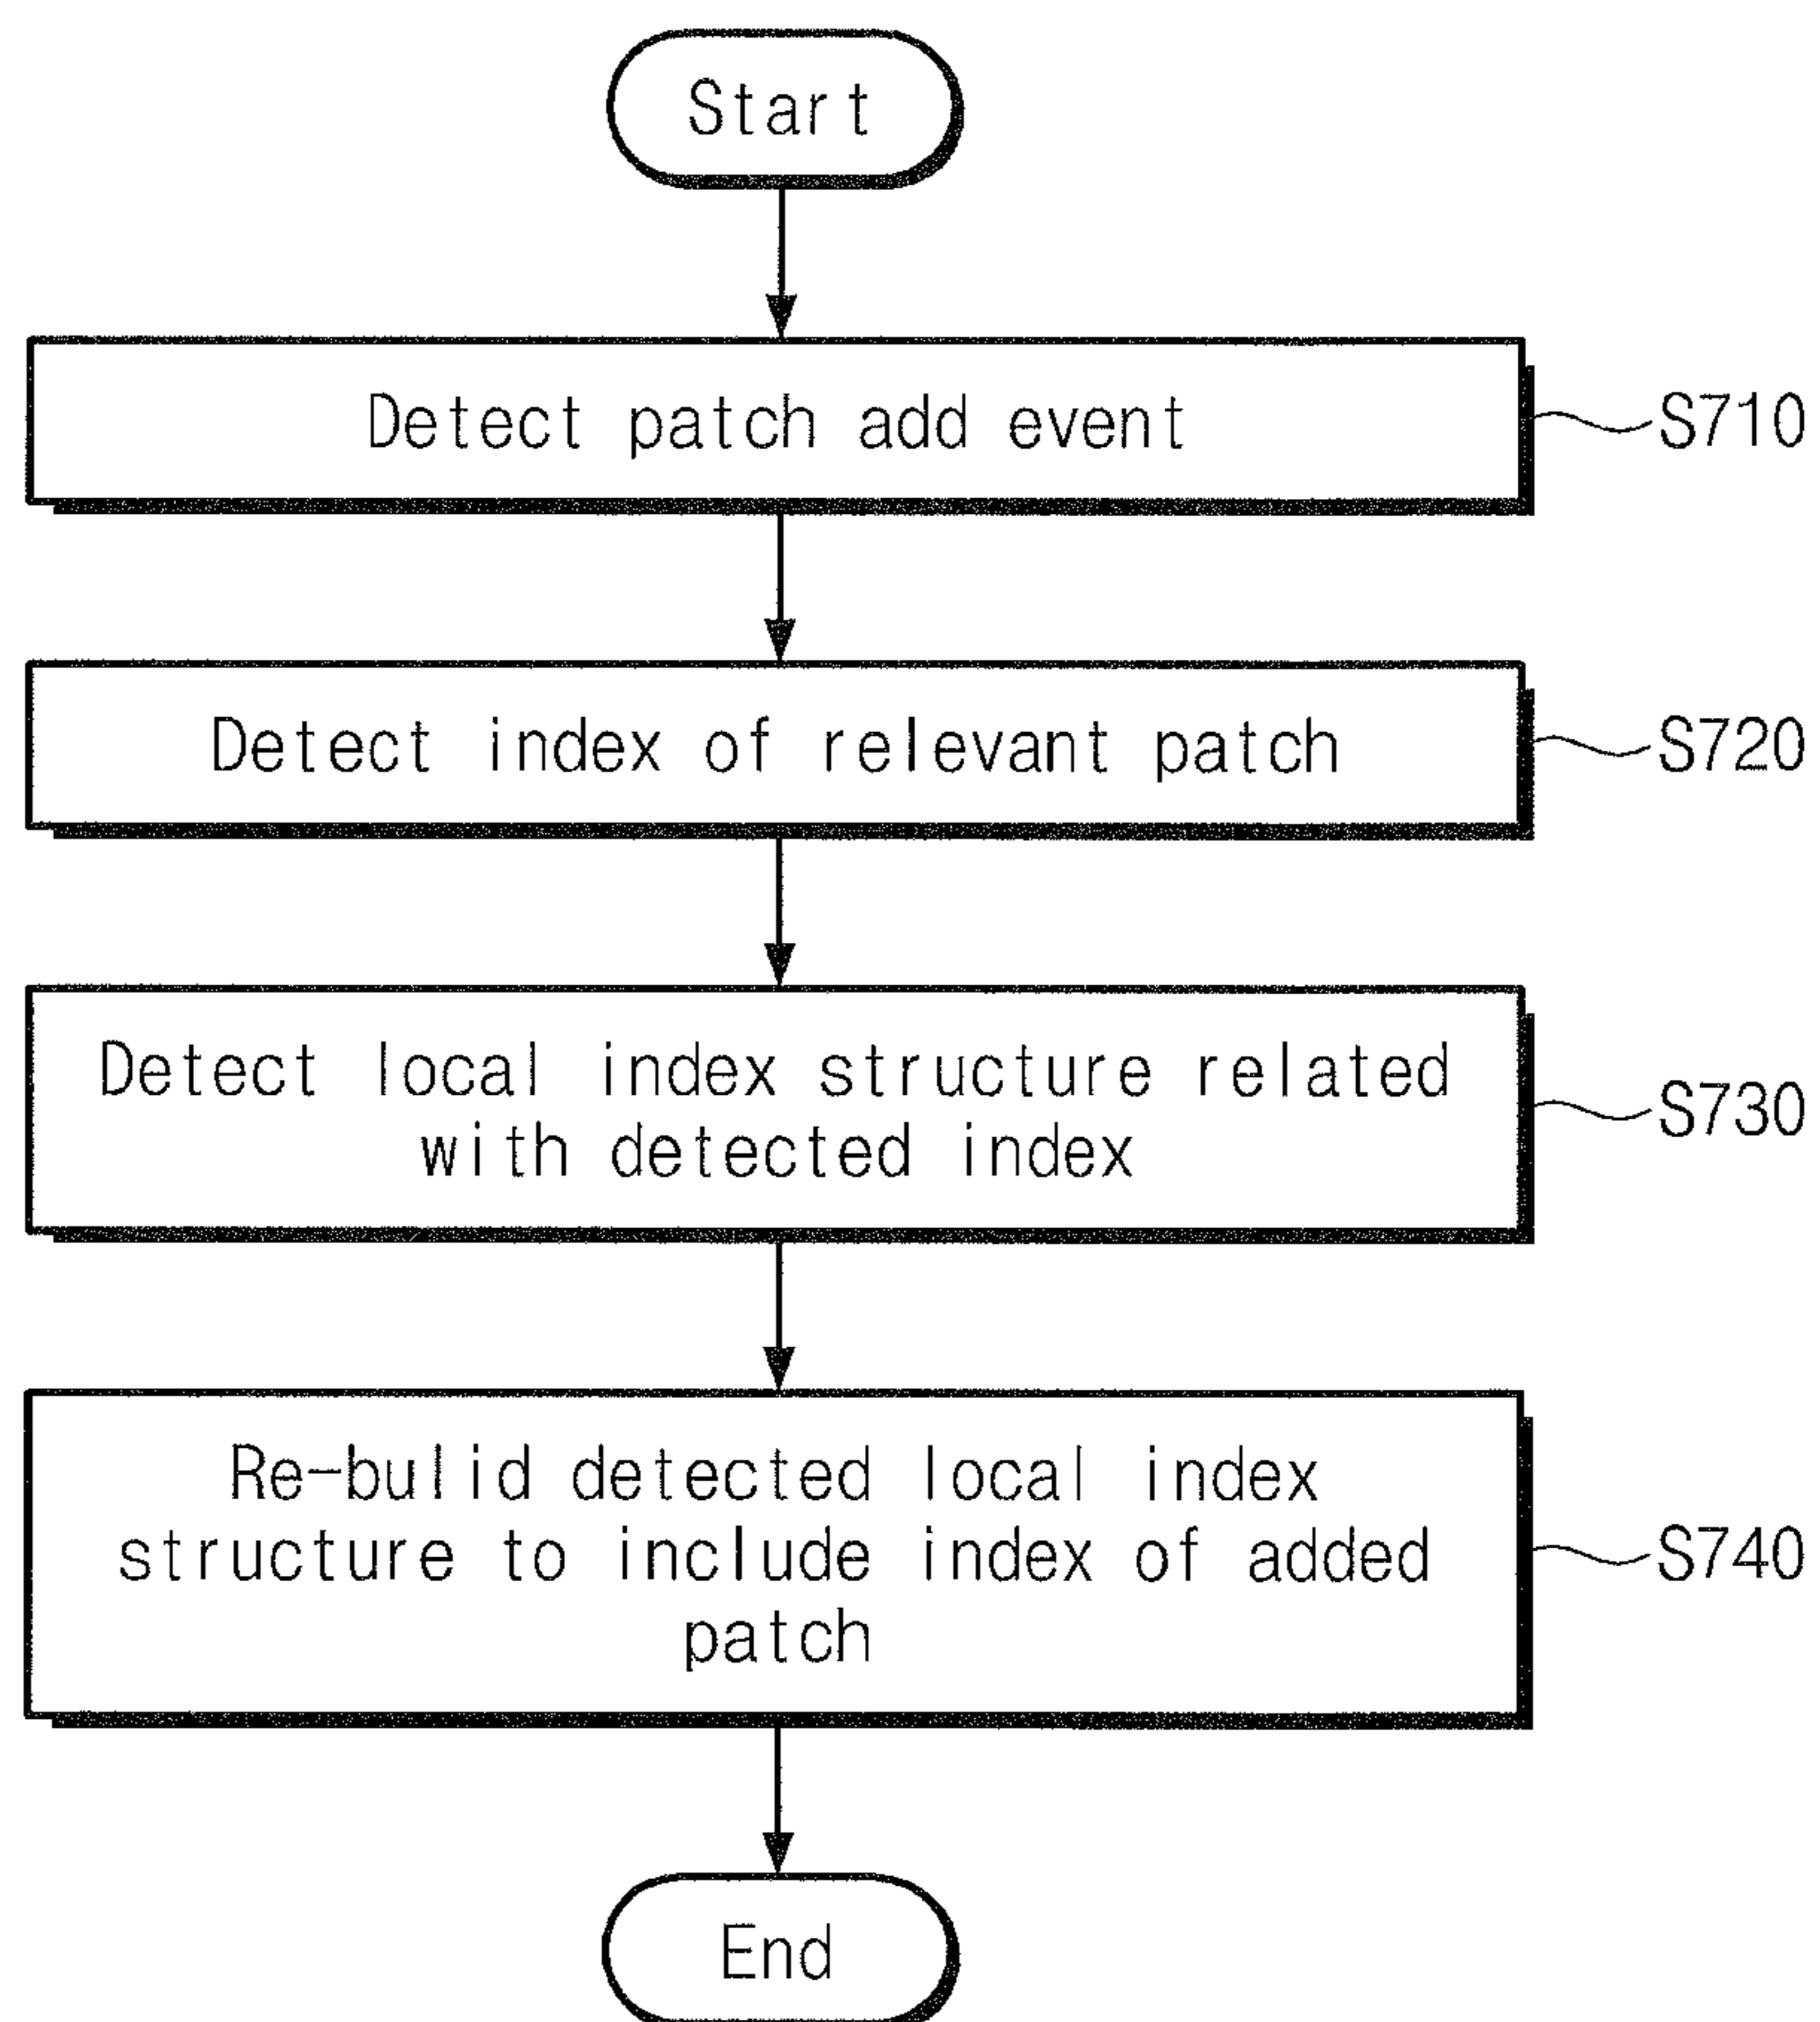 Start
Detect patch add event
S710
Detect index of relevant patch
S720
Detect local index structure related
with detected index
S730
Re-bulid detected local index
structure to include index of added
patch
S740
End